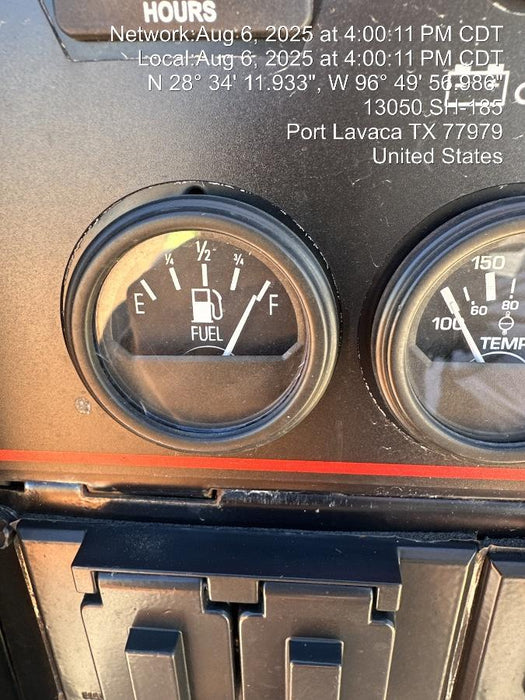 HOURS
Network:Aug 6, 2025 at 4:00:11 PM CDT
Local:Aug 6, 2025 at 4:00:11 PM CDT
N 28° 34' 11.933", W 96° 49' 56.986"
13050 SH-185
Port Lavaca TX 77979
United States
E ¼ ½ ¾ F
FUEL
100 150
60 80
TEMP